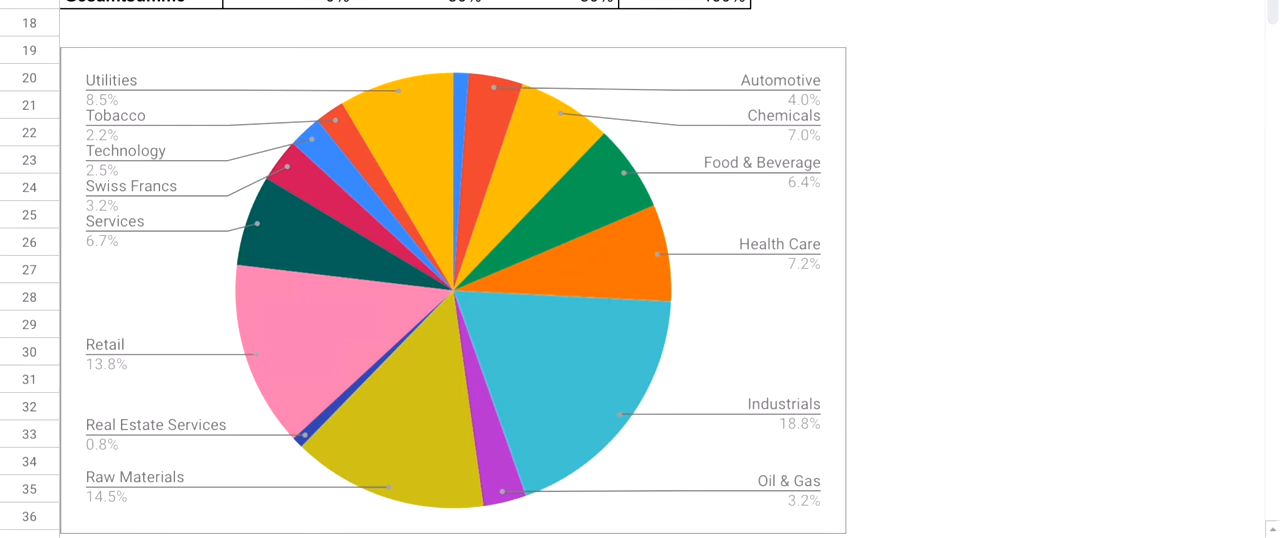 18
19
20
21
22
23
24
25
26
27
28
29
30
31
32
33
34
35
36
Utilities
8.5%
Tobacco
2.2%
Technology
2.5%
Swiss Francs
3.2%
Services
6.7%
Retail
13.8%
Real Estate Services
0.8%
Raw Materials
14.5%
Automotive
4.0%
Chemicals
7.0%
Food & Beverage
6.4%
Health Care
7.2%
Industrials
18.8%
Oil & Gas
3.2%